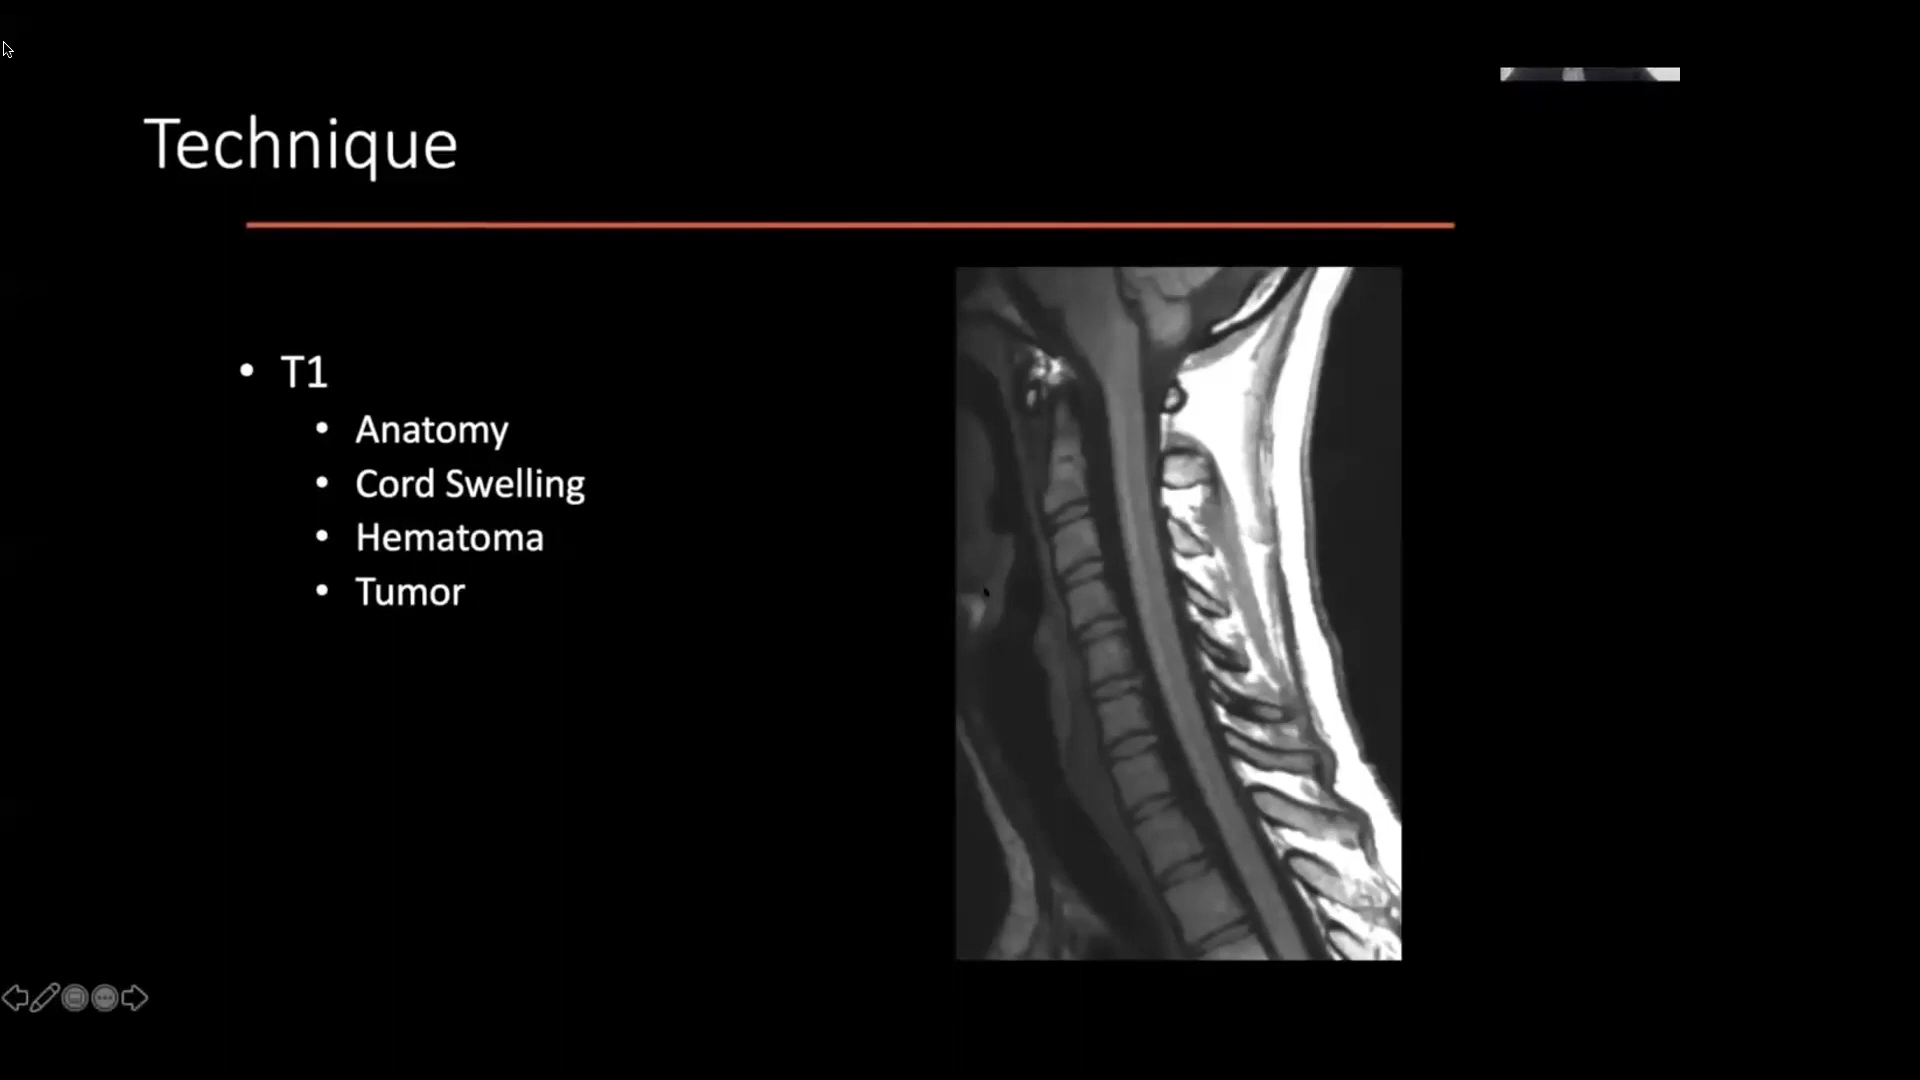 Technique
• T1
• Anatomy
• Cord Swelling
• Hematoma
• Tumor